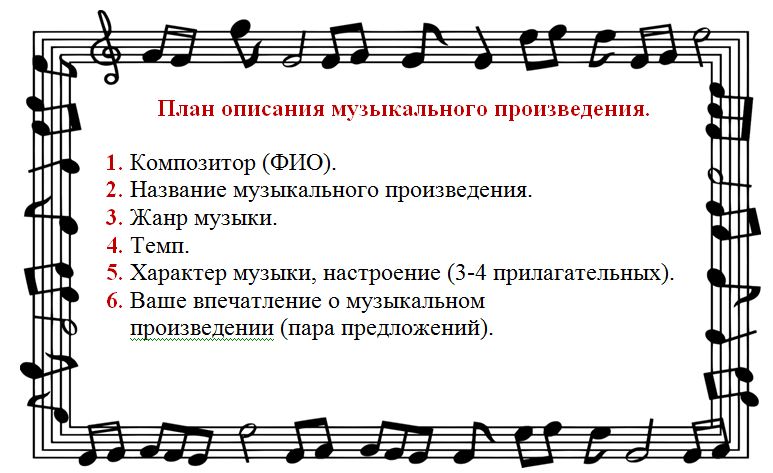 План описания музыкального произведения.
1. Композитор (ФИО).
2. Название музыкального произведения.
3. Жанр музыки.
4. Темп.
5. Характер музыки, настроение (3-4 прилагательных).
6. Ваше впечатление о музыкальном
произведении (пара предложений).